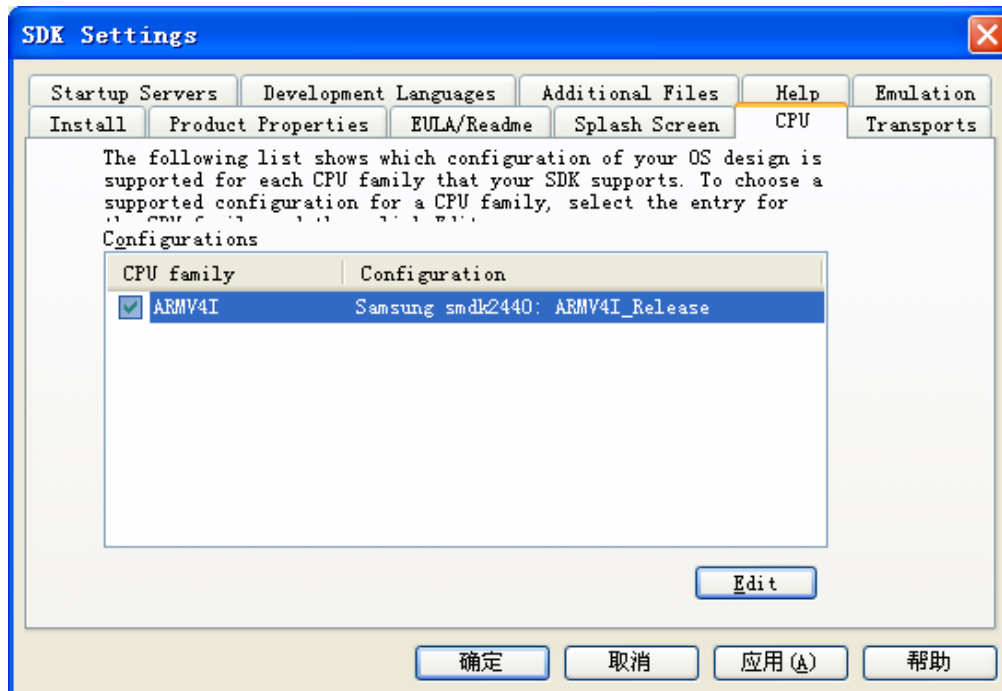 SDK Settings
Startup Servers Development Languages Additional Files Help Emulation
Install Product Properties EULA/Readme Splash Screen CPU Transports
The following list shows which configuration of your OS design is
supported for each CPU family that your SDK supports. To choose a
supported configuration for a CPU family, select the entry for
Configurations
CPU family Configuration
ARMV4I Samsung smdk2440: ARMV4I_Release
Edit
确定 取消 应用(A) 帮助